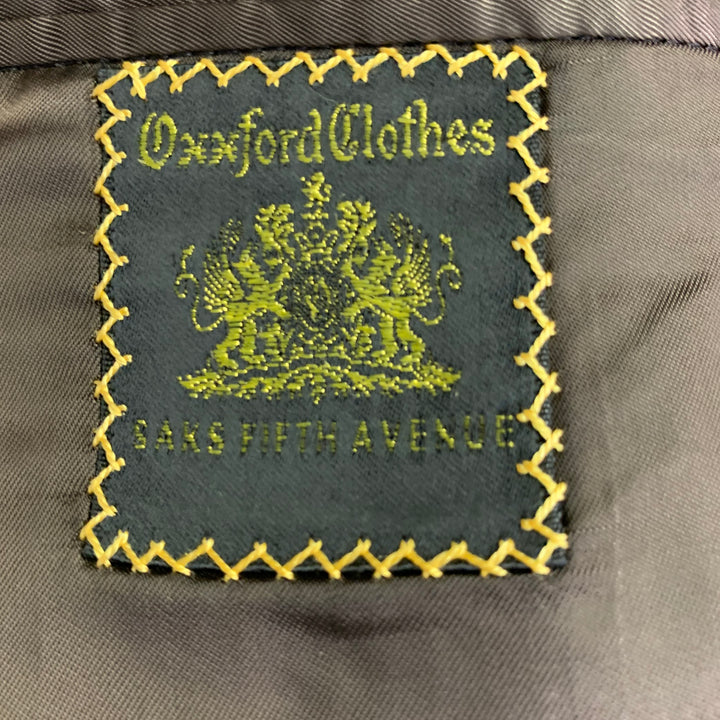 Oxxford Clothes
SAKS FIFTH AVENUE